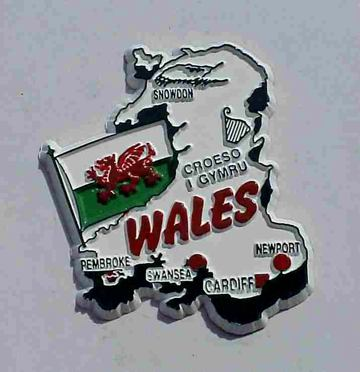 SNOWDON
CROESO
I GYMRU
WALES
PEMBROKE
SWANSEA
CARDIFF
NEWPORT